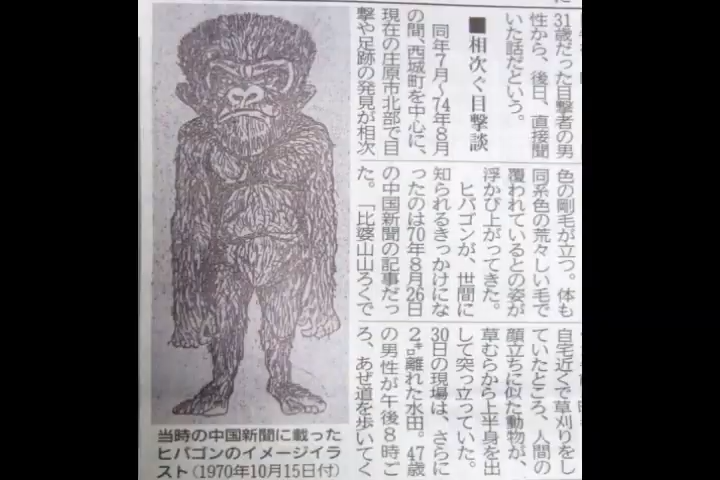 31歳だった目撃者の男
性から、後日、直接聞
いた話だという。
■相次ぐ目撃談
同年7月～74年8月
の間、西城町を中心に、
現在の庄原市北部で目
撃や足跡の発見が相次
色の剛毛が立つ。体も
同系色の荒々しい毛で
覆われているとの姿が
浮かび上がってきた。
ヒバゴンが、世間に
知られるきっかけにな
ったのは70年8月26日
の中国新聞の記事だっ
た。「比婆山山ろくで
自宅近くで草刈りをし
ていたところ、人間の
顔立ちに似た動物が、
草むらから上半身を出
して突っ立っていた。
30日の現場は、さらに
2㌔離れた水田。47歳
の男性が午後8時ご
ろ、あぜ道を歩いてく
当時の中国新聞に載った
ヒバゴンのイメージイラ
スト（1970年10月15日付）